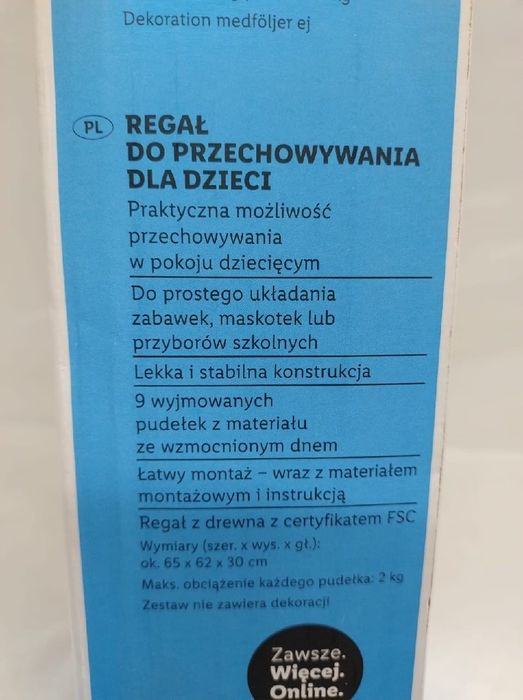 Dekoration medföljer ej
PL
REGAŁ
DO PRZECHOWYWANIA
DLA DZIECI
Praktyczna możliwość
przechowywania
w pokoju dziecięcym
Do prostego układania
zabawek, maskotek lub
przyborów szkolnych
Lekka i stabilna konstrukcja
9 wyjmowanych
pudełek z materiału
ze wzmocnionym dnem
Łatwy montaż – wraz z materiałem
montażowym i instrukcją
Regał z drewna z certyfikatem FSC
Wymiary (szer. x wys. x gł.):
ok. 65 x 62 x 30 cm
Maks. obciążenie każdego pudełka: 2 kg
Zestaw nie zawiera dekoracji
Zawsze.
Więcej.
Online.